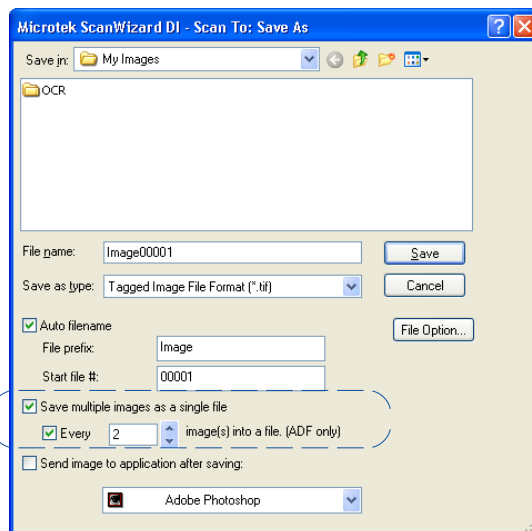 Microtek ScanWizard DI - Scan To: Save As
Save in: My Images
OCR
File name: Image00001 Save
Save as type: Tagged Image File Format (*.tif) Cancel
Auto filename File Option...
File prefix: Image
Start file #: 00001
Save multiple images as a single file
Every 2 image(s) into a file. (ADF only)
Send image to application after saving:
Adobe Photoshop